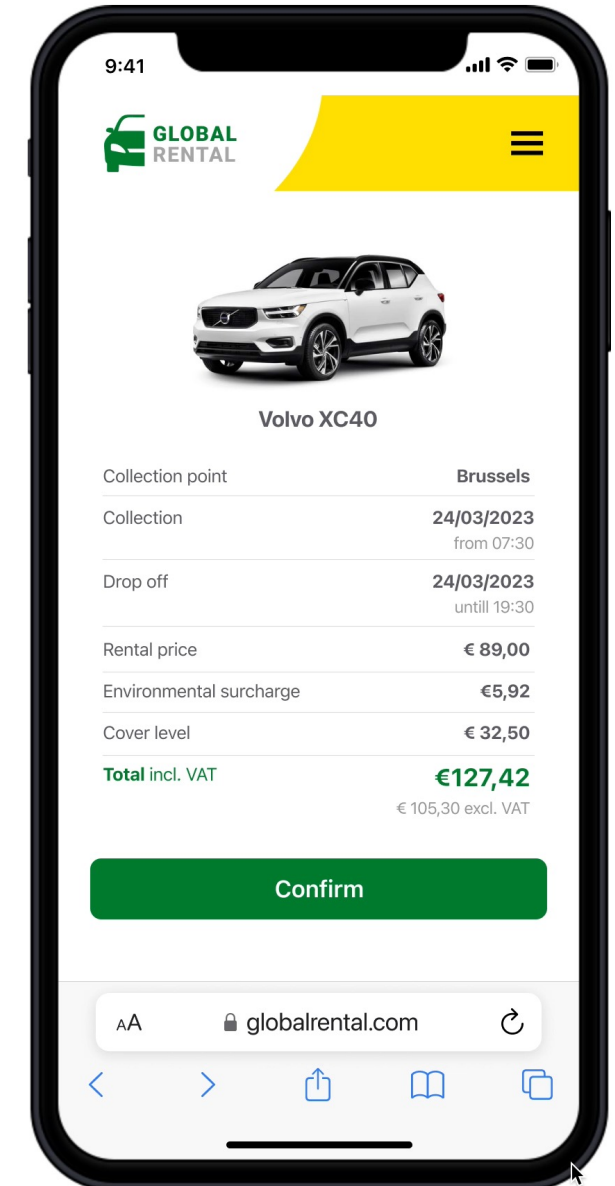 9:41
GLOBAL
RENTAL
Volvo XC40
Collection point Brussels
Collection 24/03/2023
from 07:30
Drop off 24/03/2023
untill 19:30
Rental price € 89,00
Environmental surcharge €5,92
Cover level € 32,50
Total incl. VAT €127,42
€ 105,30 excl. VAT
Confirm
AA globalrental.com